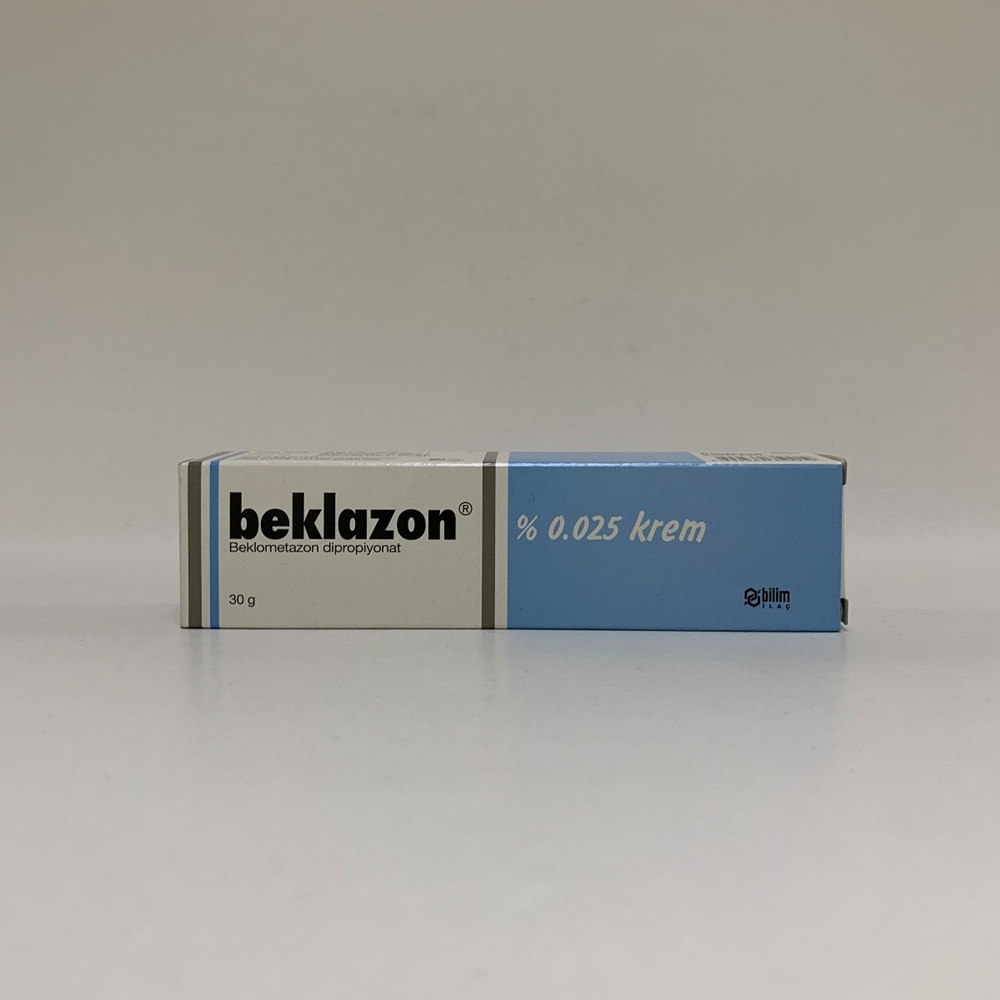 beklazon®
Beklometazon dipropiyonat
30 g
% 0.025 krem
bilim
İLAÇ